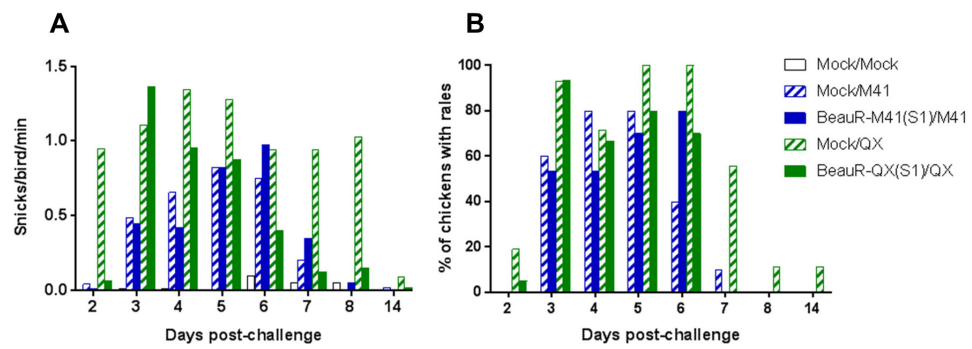 A
B
Snicks/bird/min
1.5
1.0
0.5
0.0
2 3 4 5 6 7 8 14
Days post-challenge
% of chickens with rales
100
80
60
40
20
0
2 3 4 5 6 7 8 14
Days post-challenge
Mock/Mock
Mock/M41
BeauR-M41(S1)/M41
Mock/QX
BeauR-QX(S1)/QX